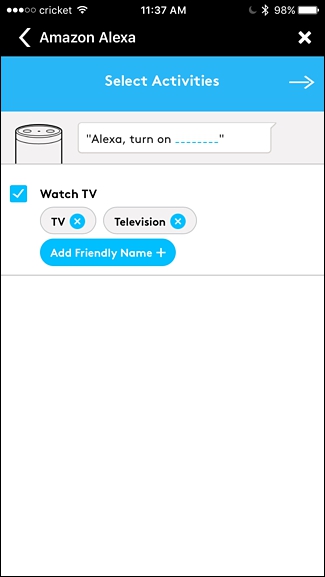 cricket 11:37 AM 98%
Amazon Alexa
Select Activities
"Alexa, turn on ________"
Watch TV
TV Television
Add Friendly Name +